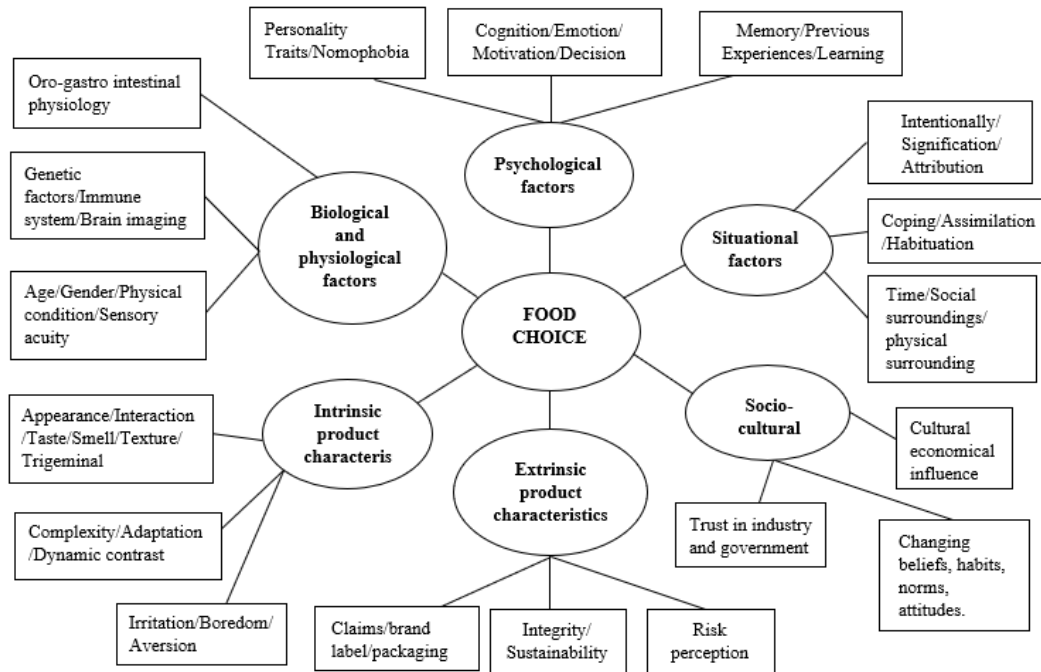 Personality
Traits/Nomophobia
Cognition/Emotion/
Motivation/Decision
Memory/Previous
Experiences/Learning
Oro-gastro intestinal
physiology
Genetic
factors/Immune
system/Brain imaging
Age/Gender/Physical
condition/Sensory
acuity
Biological
and
physiological
factors
Psychological
factors
Situational
factors
Intentionally/
Signification/
Attribution
Coping/Assimilation
/Habituation
Time/Social
surroundings/
physical
surrounding
FOOD
CHOICE
Appearance/Interaction
/Taste/Smell/Texture/
Trigeminal
Complexity/Adaptation
/Dynamic contrast
Irritation/Boredom/
Aversion
Intrinsic
product
characteris
Extrinsic
product
characteristics
Socio-
cultural
Cultural
economical
influence
Trust in industry
and government
Changing
beliefs, habits,
norms,
attitudes.
Claims/brand
label/packaging
Integrity/
Sustainability
Risk
perception